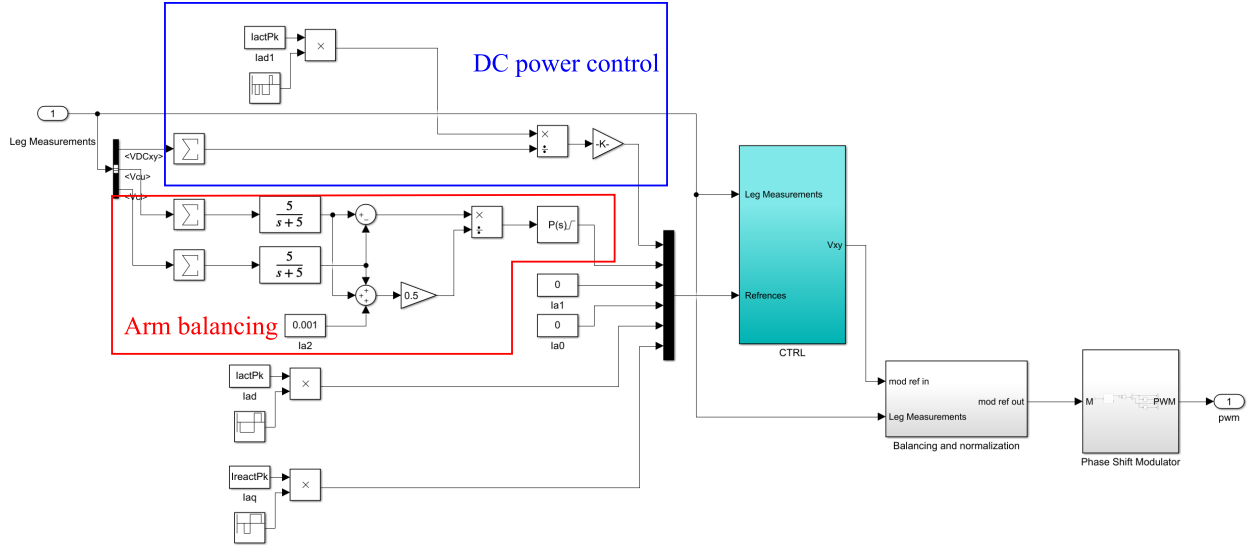 IactPk
×
Iad1
DC power control
1
Leg Measurements
<VDCxy>
<Vcu>
<Vcl>
Σ
×
÷
-K-
Σ
5
s + 5
+
−
×
÷
P(s)
Σ
5
s + 5
+
+
+
0.5
0.001
Ia2
Arm balancing
0
Ia1
0
Ia0
Leg Measurements
Vxy
Refrences
CTRL
IactPk
×
Iad
IreactPk
×
Iaq
mod ref in
mod ref out
Leg Measurements
Balancing and normalization
M
PWM
Phase Shift Modulator
1
pwm